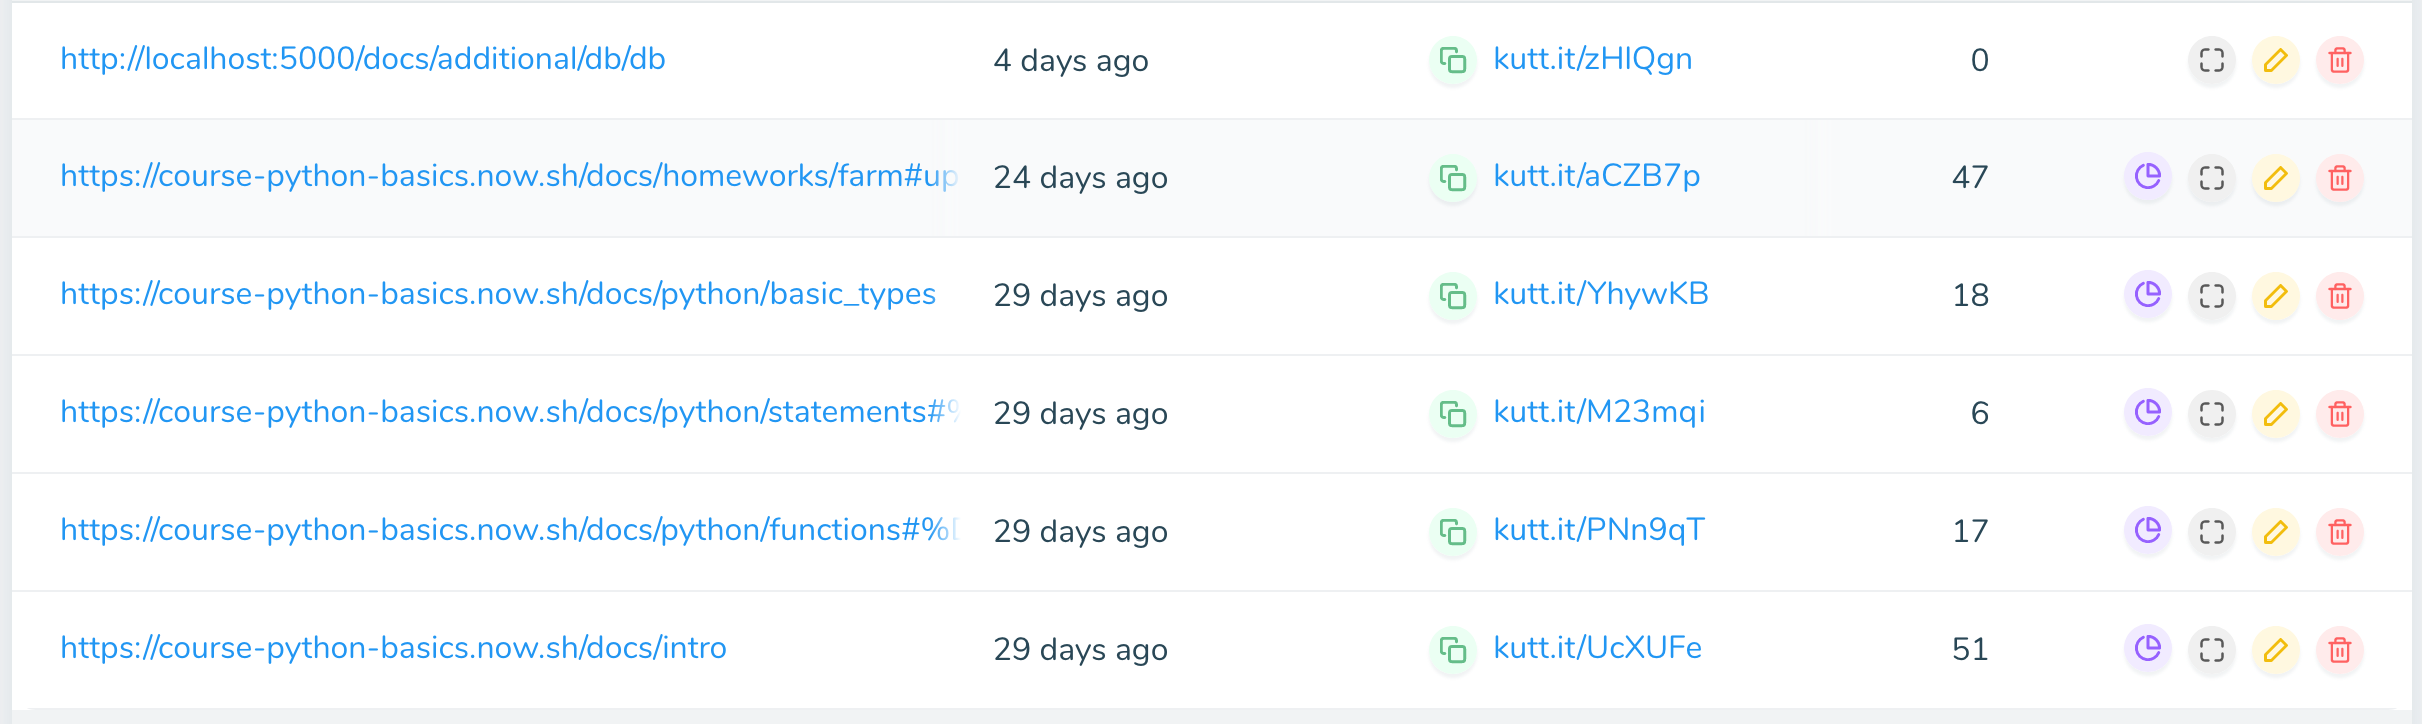 http://localhost:5000/docs/additional/db/db 4 days ago kutt.it/zHlQgn 0
https://course-python-basics.now.sh/docs/homeworks/farm#up 24 days ago kutt.it/aCZB7p 47
https://course-python-basics.now.sh/docs/python/basic_types 29 days ago kutt.it/YhywKB 18
https://course-python-basics.now.sh/docs/python/statements#% 29 days ago kutt.it/M23mqi 6
https://course-python-basics.now.sh/docs/python/functions#% 29 days ago kutt.it/PNn9qT 17
https://course-python-basics.now.sh/docs/intro 29 days ago kutt.it/UcXUFe 51